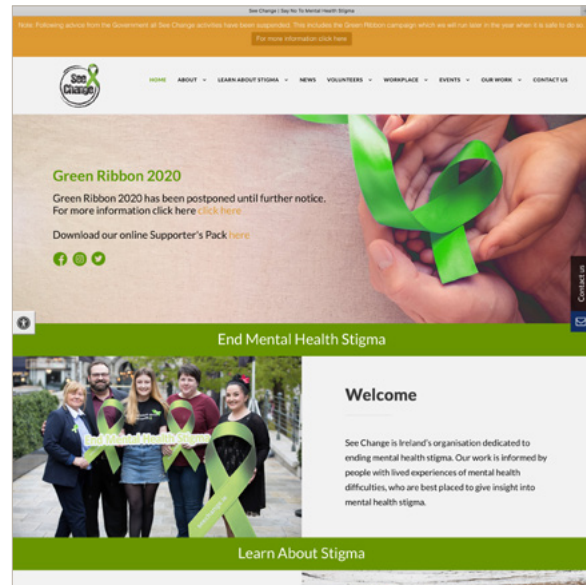 See Change | Say No To Mental Health Stigma
Note: Following advice from the Government all See Change activities have been suspended. This includes the Green Ribbon campaign which we will run later in the year when it is safe to do so.
For more information click here
See
Change
HOME ABOUT LEARN ABOUT STIGMA NEWS VOLUNTEERS WORKPLACE EVENTS OUR WORK CONTACT US
Green Ribbon 2020
Green Ribbon 2020 has been postponed until further notice.
For more information click here click here
Download our online Supporter's Pack here
Contact us
End Mental Health Stigma
End Mental Health Stigma
seechange.ie
Welcome
See Change is Ireland's organisation dedicated to
ending mental health stigma. Our work is informed by
people with lived experiences of mental health
difficulties, who are best placed to give insight into
mental health stigma.
Learn About Stigma